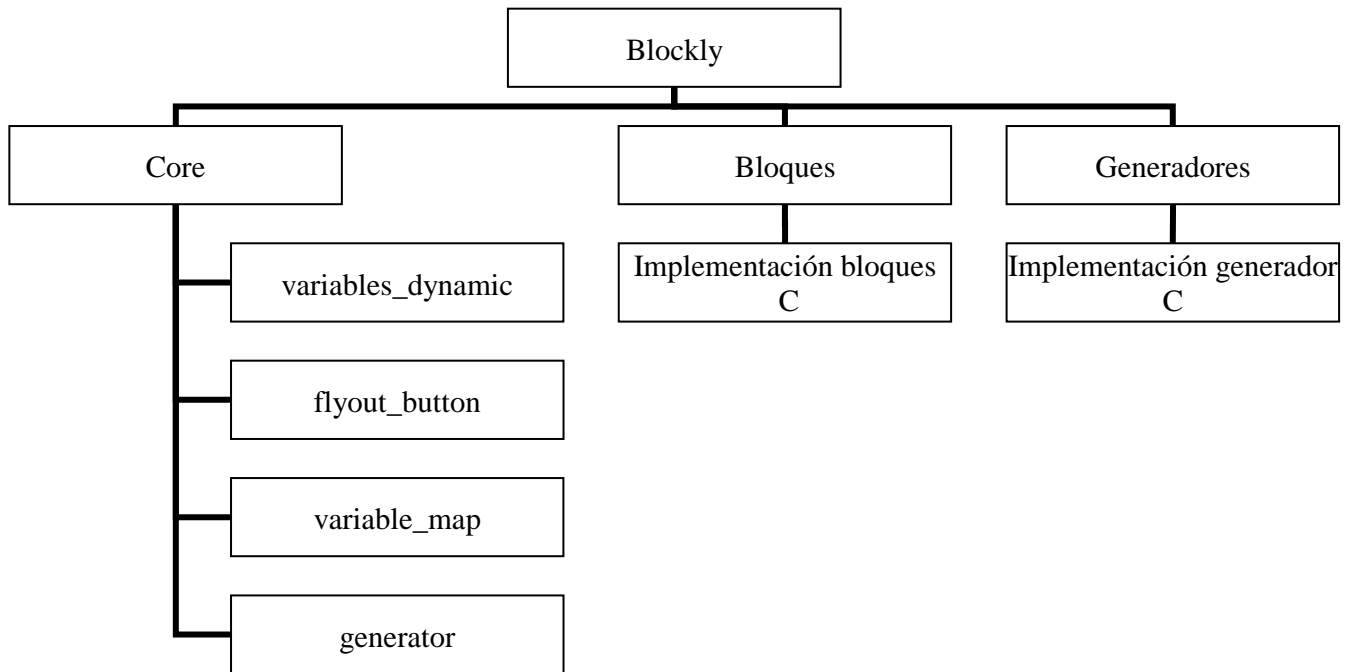 Blockly
Core
Bloques
Generadores
variables_dynamic
Implementación bloques
C
Implementación generador
C
flyout_button
variable_map
generator